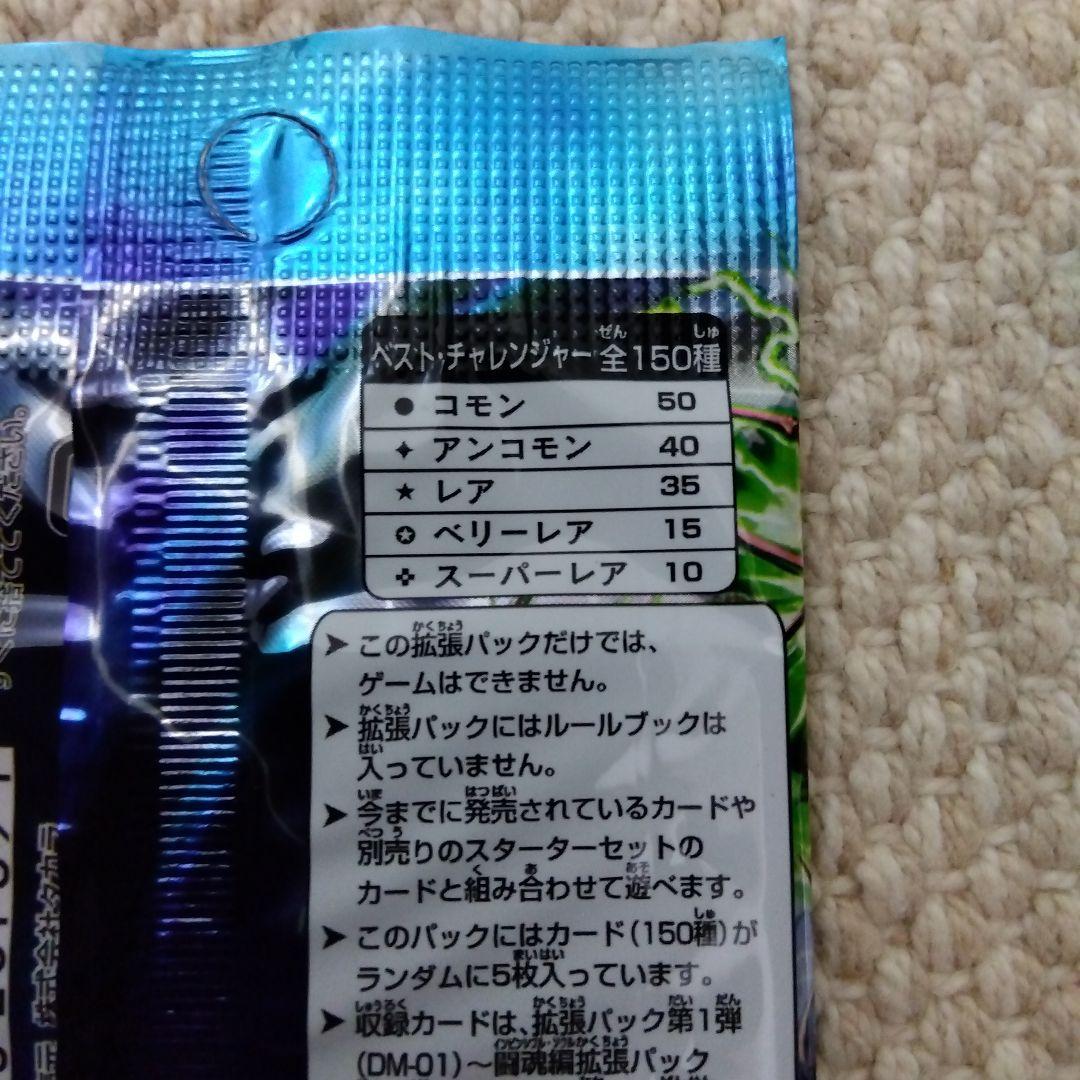 ベスト・チャレンジャー 全150種
● コモン 50
✦ アンコモン 40
★ レア 35
✪ ベリーレア 15
✣ スーパーレア 10
➤ この拡張パックだけでは、
ゲームはできません。
➤ 拡張パックにはルールブックは
入っていません。
➤ 今までに発売されているカードや
別売りのスターターセットの
カードと組み合わせて遊べます。
➤ このパックにはカード(150種)が
ランダムに5枚入っています。
➤ 収録カードは、拡張パック第1弾
(DM-01)～闘魂編拡張パック
株式会社タカラ